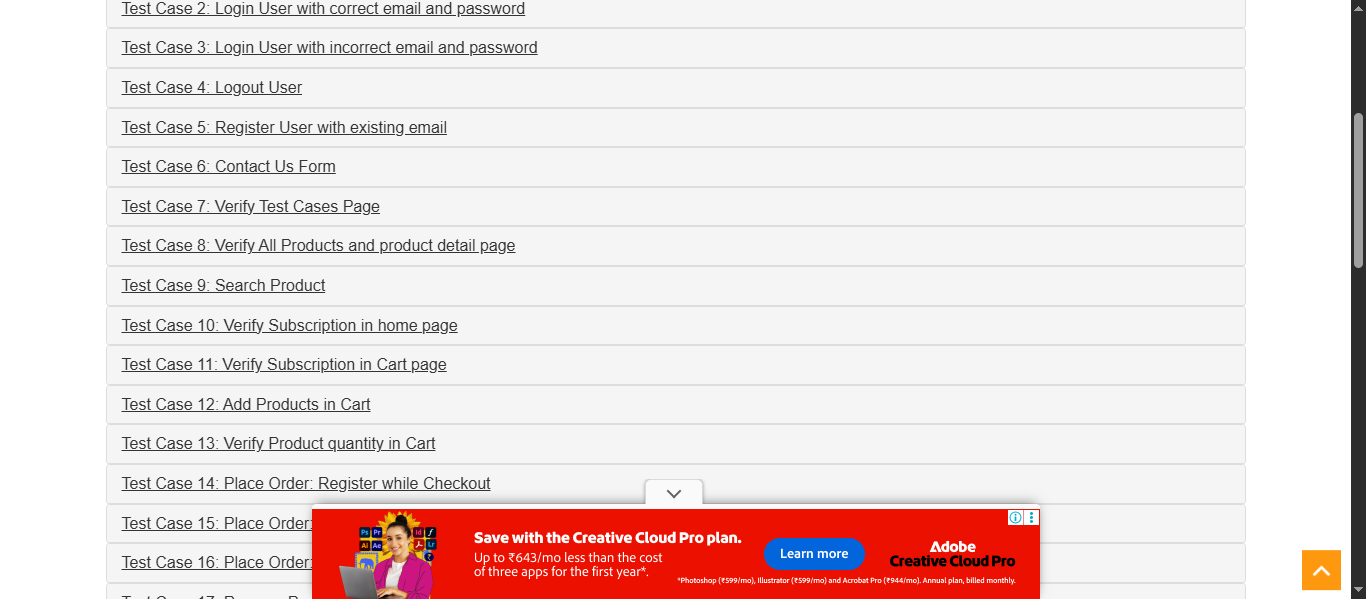 Test Case 2: Login User with correct email and password
Test Case 3: Login User with incorrect email and password
Test Case 4: Logout User
Test Case 5: Register User with existing email
Test Case 6: Contact Us Form
Test Case 7: Verify Test Cases Page
Test Case 8: Verify All Products and product detail page
Test Case 9: Search Product
Test Case 10: Verify Subscription in home page
Test Case 11: Verify Subscription in Cart page
Test Case 12: Add Products in Cart
Test Case 13: Verify Product quantity in Cart
Test Case 14: Place Order: Register while Checkout
Test Case 15: Place Order:
Test Case 16: Place Order:
Ps Pr Id f
Ai Ae Lr
Save with the Creative Cloud Pro plan.
Up to ₹643/mo less than the cost
of three apps for the first year*.
Learn more
Adobe
Creative Cloud Pro
*Photoshop (₹599/mo), Illustrator (₹599/mo) and Acrobat Pro (₹944/mo). Annual plan, billed monthly.